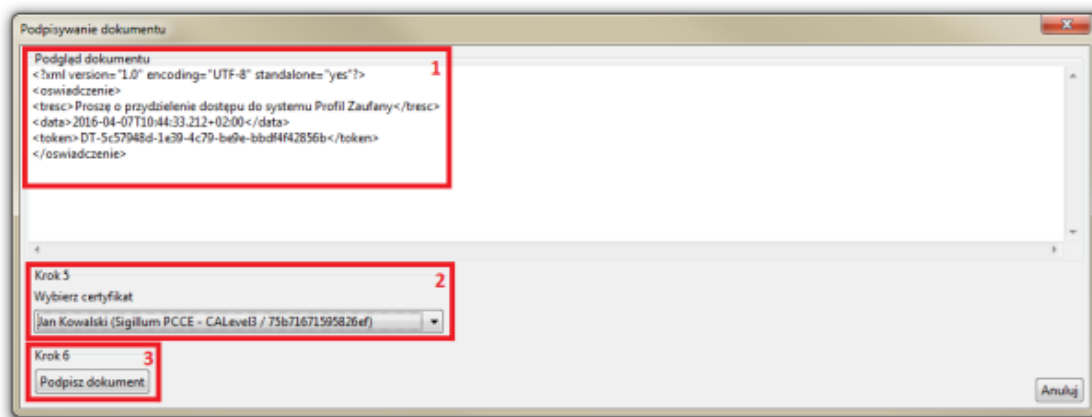 Podpisywanie dokumentu
Podgląd dokumentu
1
<?xml version="1.0" encoding="UTF-8" standalone="yes"?>
<oswiadczenie>
<tresc>Proszę o przydzielenie dostępu do systemu Profil Zaufany</tresc>
<data>2016-04-07T10:44:33.212+02:00</data>
<token>DT-5c57948d-1e39-4c79-be9e-bbdf4f42856b</token>
</oswiadczenie>
Krok 5
2
Wybierz certyfikat
Jan Kowalski (Sigillum PCCE - CALevel3 / 75b71671595826ef)
Krok 6
3
Podpisz dokument
Anuluj